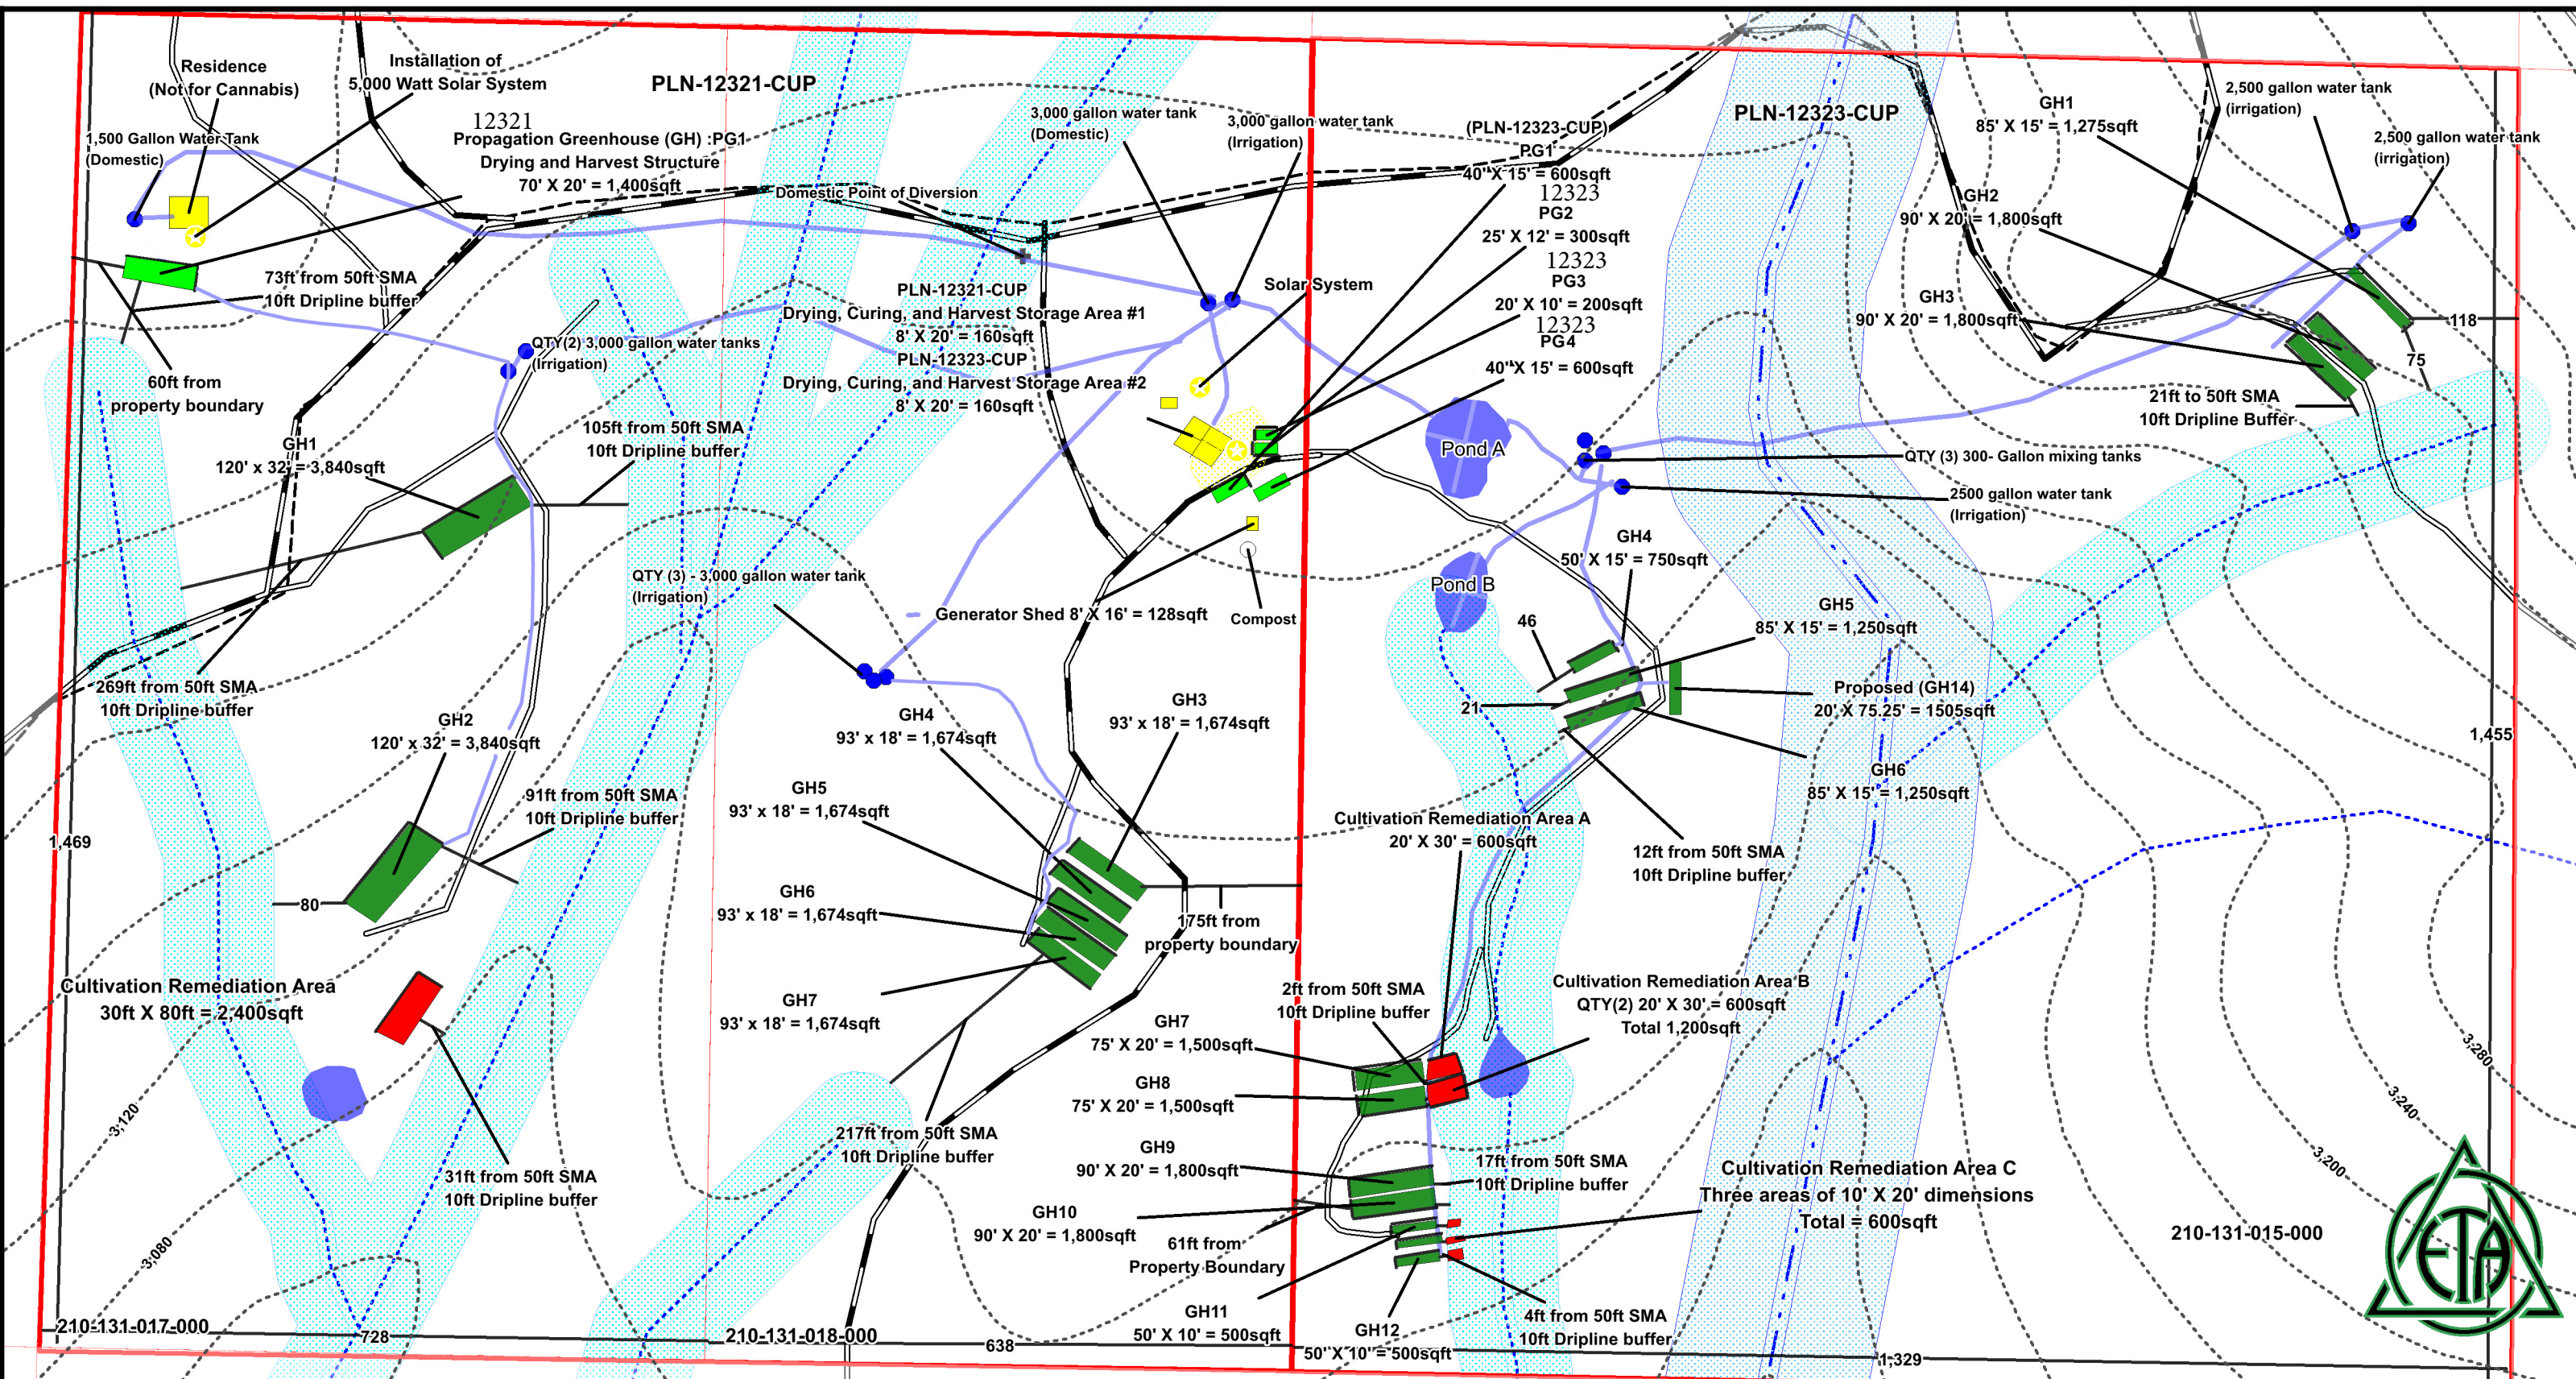 Residence
(Not for Cannabis)
Installation of
5,000 Watt Solar System
PLN-12321-CUP
1,500 Gallon Water Tank
(Domestic)
12321
Propagation Greenhouse (GH) :PG1
Drying and Harvest Structure
70' X 20' = 1,400sqft
Domestic Point of Diversion
3,000 gallon water tank
(Domestic)
3,000 gallon water tank
(Irrigation)
(PLN-12323-CUP)
PG1
40' X 15' = 600sqft
12323
PG2
25' X 12' = 300sqft
12323
PG3
20' X 10' = 200sqft
12323
PG4
40' X 15' = 600sqft
PLN-12323-CUP
GH1
85' X 15' = 1,275sqft
2,500 gallon water tank
(irrigation)
2,500 gallon water tank
(irrigation)
GH2
90' X 20' = 1,800sqft
GH3
90' X 20' = 1,800sqft
118
75
21ft to 50ft SMA
10ft Dripline Buffer
73ft from 50ft SMA
10ft Dripline buffer
60ft from
property boundary
QTY(2) 3,000 gallon water tanks
(Irrigation)
PLN-12321-CUP
Drying, Curing, and Harvest Storage Area #1
8' X 20' = 160sqft
PLN-12323-CUP
Drying, Curing, and Harvest Storage Area #2
8' X 20' = 160sqft
Solar System
GH1
120' x 32' = 3,840sqft
105ft from 50ft SMA
10ft Dripline buffer
Pond A
QTY (3) 300- Gallon mixing tanks
2500 gallon water tank
(Irrigation)
QTY (3) - 3,000 gallon water tank
(Irrigation)
Generator Shed 8' X 16' = 128sqft
Compost
Pond B
GH4
50' X 15' = 750sqft
46
GH5
85' X 15' = 1,250sqft
21
Proposed (GH14)
20' X 75.25' = 1505sqft
GH6
85' X 15' = 1,250sqft
269ft from 50ft SMA
10ft Dripline buffer
GH2
120' x 32' = 3,840sqft
GH3
93' x 18' = 1,674sqft
GH4
93' x 18' = 1,674sqft
GH5
93' x 18' = 1,674sqft
GH6
93' x 18' = 1,674sqft
GH7
93' x 18' = 1,674sqft
91ft from 50ft SMA
10ft Dripline buffer
1,469
80
175ft from
property boundary
Cultivation Remediation Area A
20' X 30' = 600sqft
12ft from 50ft SMA
10ft Dripline buffer
1,455
Cultivation Remediation Area
30ft X 80ft = 2,400sqft
2ft from 50ft SMA
10ft Dripline buffer
Cultivation Remediation Area B
QTY(2) 20' X 30' = 600sqft
Total 1,200sqft
GH7
75' X 20' = 1,500sqft
GH8
75' X 20' = 1,500sqft
GH9
90' X 20' = 1,800sqft
GH10
90' X 20' = 1,800sqft
217ft from 50ft SMA
10ft Dripline buffer
31ft from 50ft SMA
10ft Dripline buffer
17ft from 50ft SMA
10ft Dripline buffer
Cultivation Remediation Area C
Three areas of 10' X 20' dimensions
Total = 600sqft
61ft from
Property Boundary
GH11
50' X 10' = 500sqft
GH12
50' X 10' = 500sqft
4ft from 50ft SMA
10ft Dripline buffer
3,120
3,080
3,280
3,240
3,200
210-131-015-000
ETA
210-131-017-000
728
210-131-018-000
638
1,329